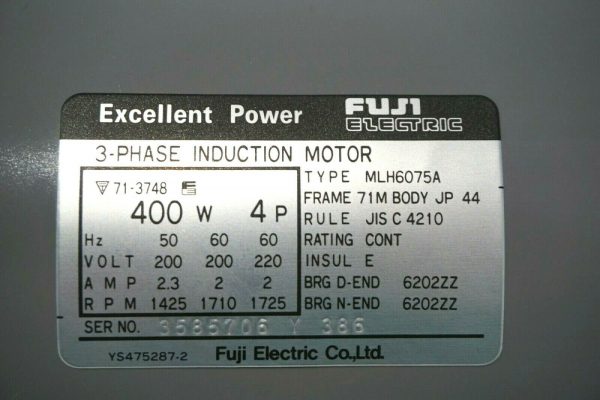 Excellent Power
FUJI
ELECTRIC
3-PHASE INDUCTION MOTOR
71-3748
400 W 4 P
Hz 50 60 60
VOLT 200 200 220
AMP 2.3 2 2
RPM 1425 1710 1725
TYPE MLH6075A
FRAME 71M BODY JP 44
RULE JIS C 4210
RATING CONT
INSUL E
BRG D-END 6202ZZ
BRG N-END 6202ZZ
SER NO. 3585706 Y 386
YS475287-2 Fuji Electric Co.,Ltd.